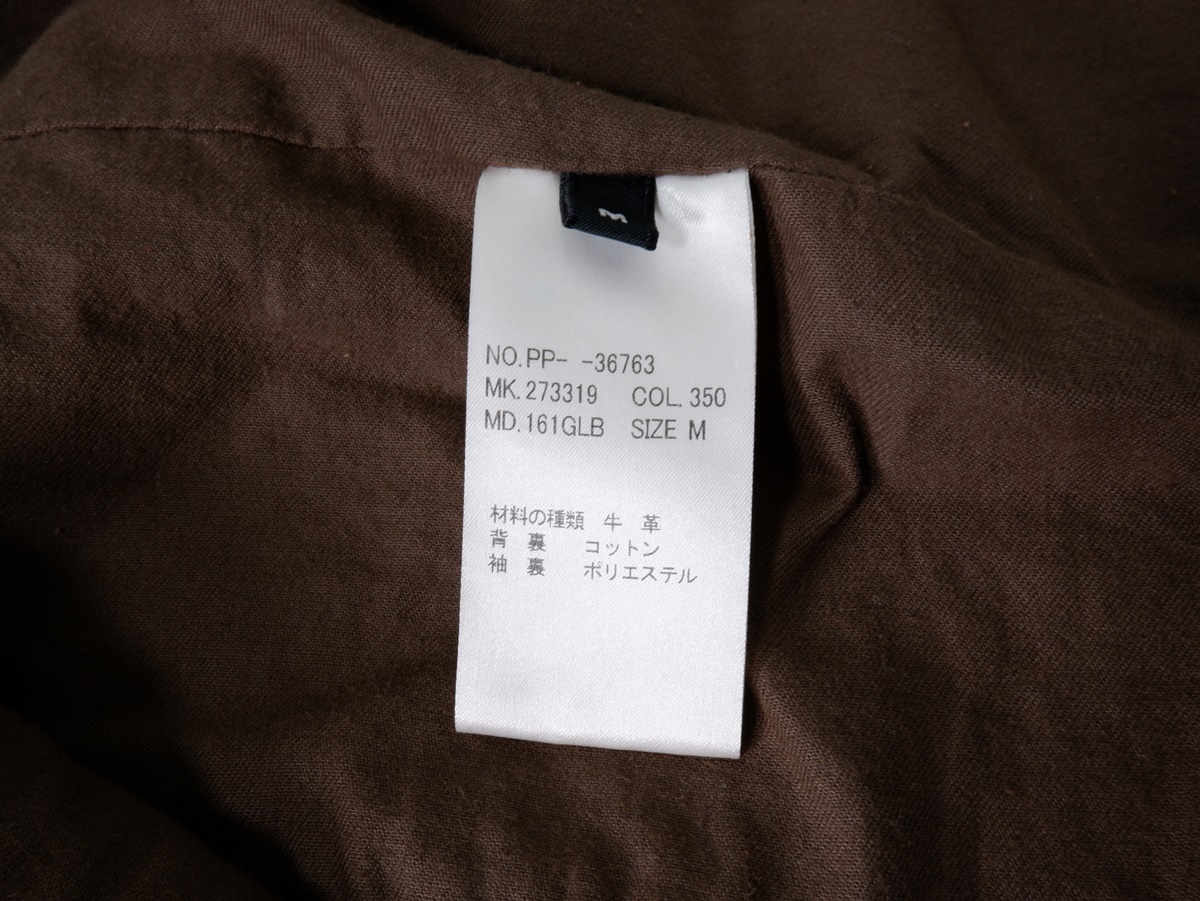 M
NO.PP- -36763
MK.273319 COL.350
MD.161GLB SIZE M
材料の種類 牛 革
背 裏 コットン
袖 裏 ポリエステル